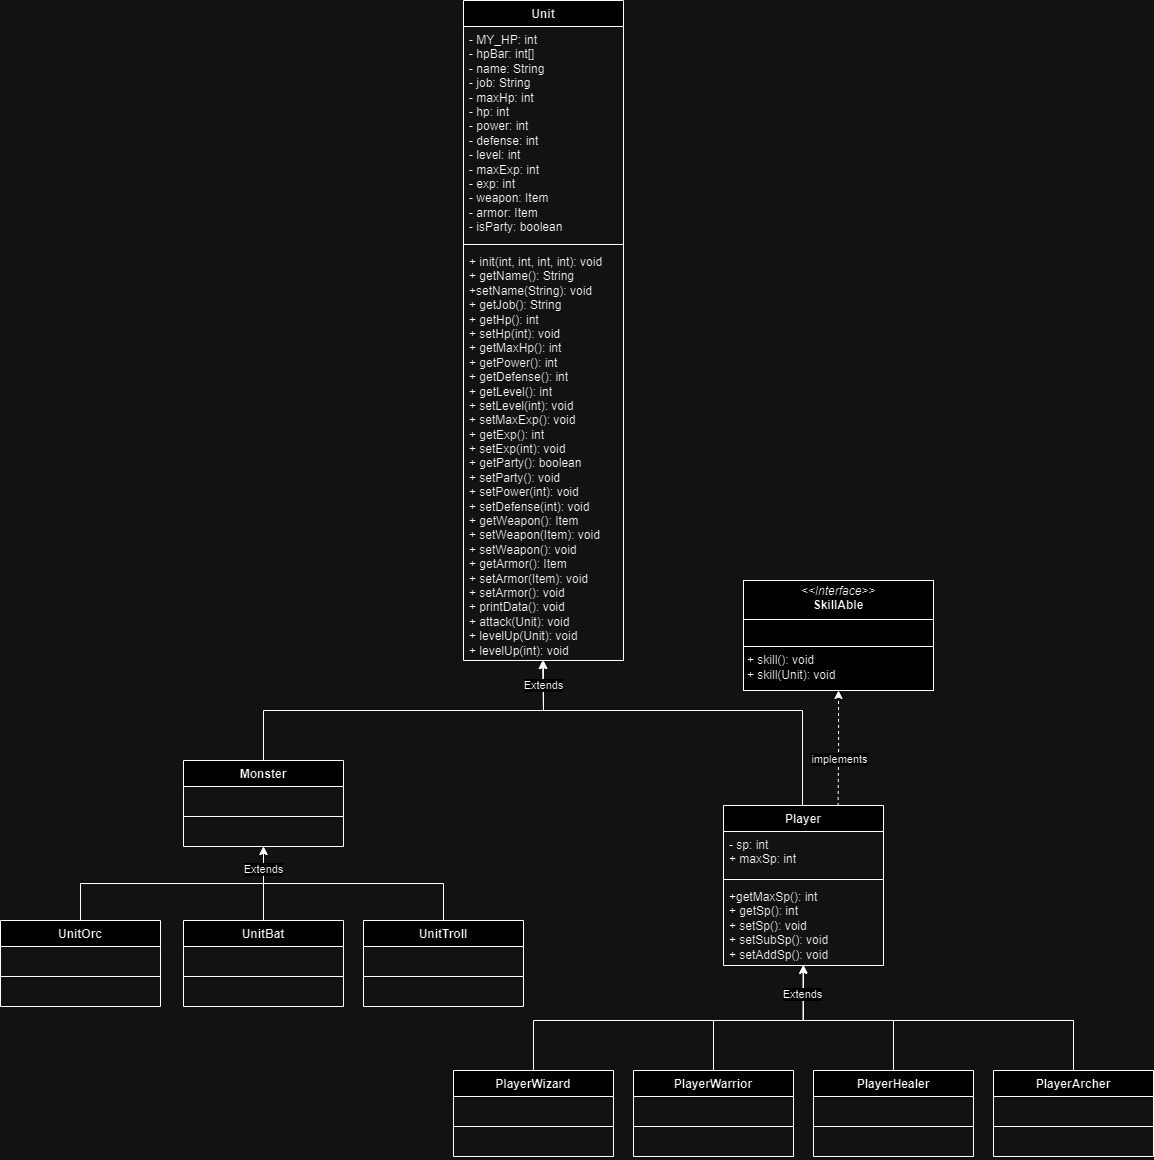 Unit
- MY_HP: int
- hpBar: int[]
- name: String
- job: String
- maxHp: int
- hp: int
- power: int
- defense: int
- level: int
- maxExp: int
- exp: int
- weapon: Item
- armor: Item
- isParty: boolean
+ init(int, int, int, int): void
+ getName(): String
+setName(String): void
+ getJob(): String
+ getHp(): int
+ setHp(int): void
+ getMaxHp(): int
+ getPower(): int
+ getDefense(): int
+ getLevel(): int
+ setLevel(int): void
+ setMaxExp(): void
+ getExp(): int
+ setExp(int): void
+ getParty(): boolean
+ setParty(): void
+ setPower(int): void
+ setDefense(int): void
+ getWeapon(): Item
+ setWeapon(Item): void
+ setWeapon(): void
+ getArmor(): Item
+ setArmor(Item): void
+ setArmor(): void
+ printData(): void
+ attack(Unit): void
+ levelUp(Unit): void
+ levelUp(int): void
<<Interface>>
SkillAble
+ skill(): void
+ skill(Unit): void
Extends
implements
Monster
Player
- sp: int
+ maxSp: int
+getMaxSp(): int
+ getSp(): int
+ setSp(): void
+ setSubSp(): void
+ setAddSp(): void
Extends
UnitOrc
UnitBat
UnitTroll
Extends
PlayerWizard
PlayerWarrior
PlayerHealer
PlayerArcher